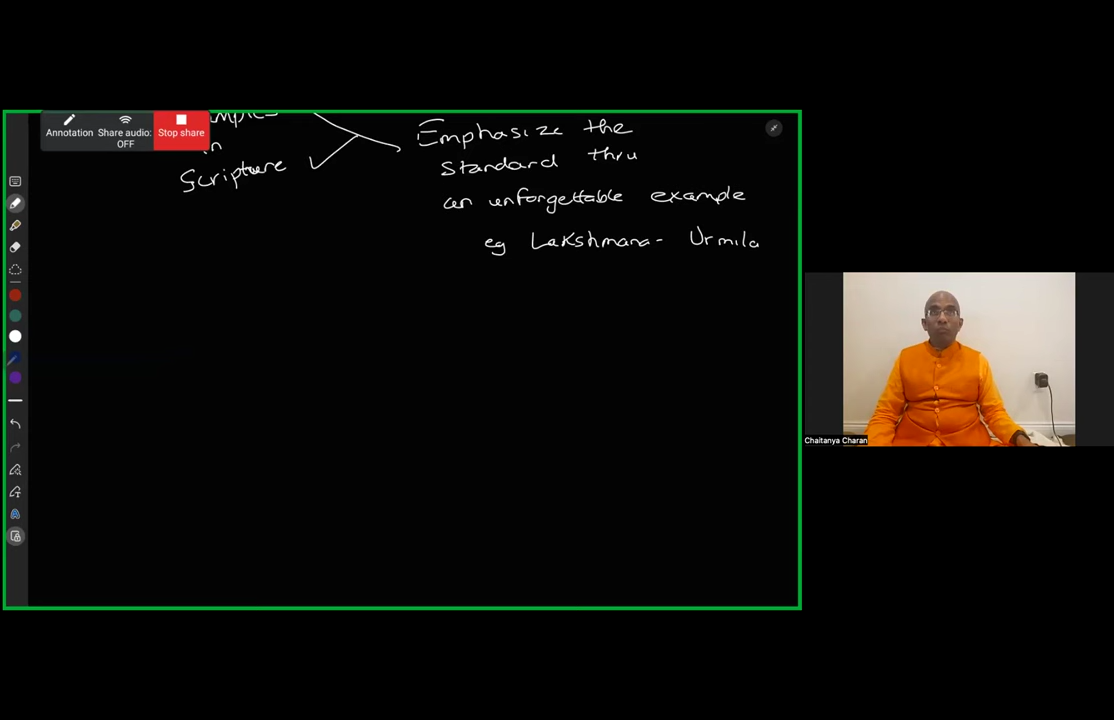 Annotation
Share audio:
OFF
Stop share
in
Scripture
Emphasize the
standard thru
an unforgettable example
eg Lakshmana- Urmila
Chaitanya Charan